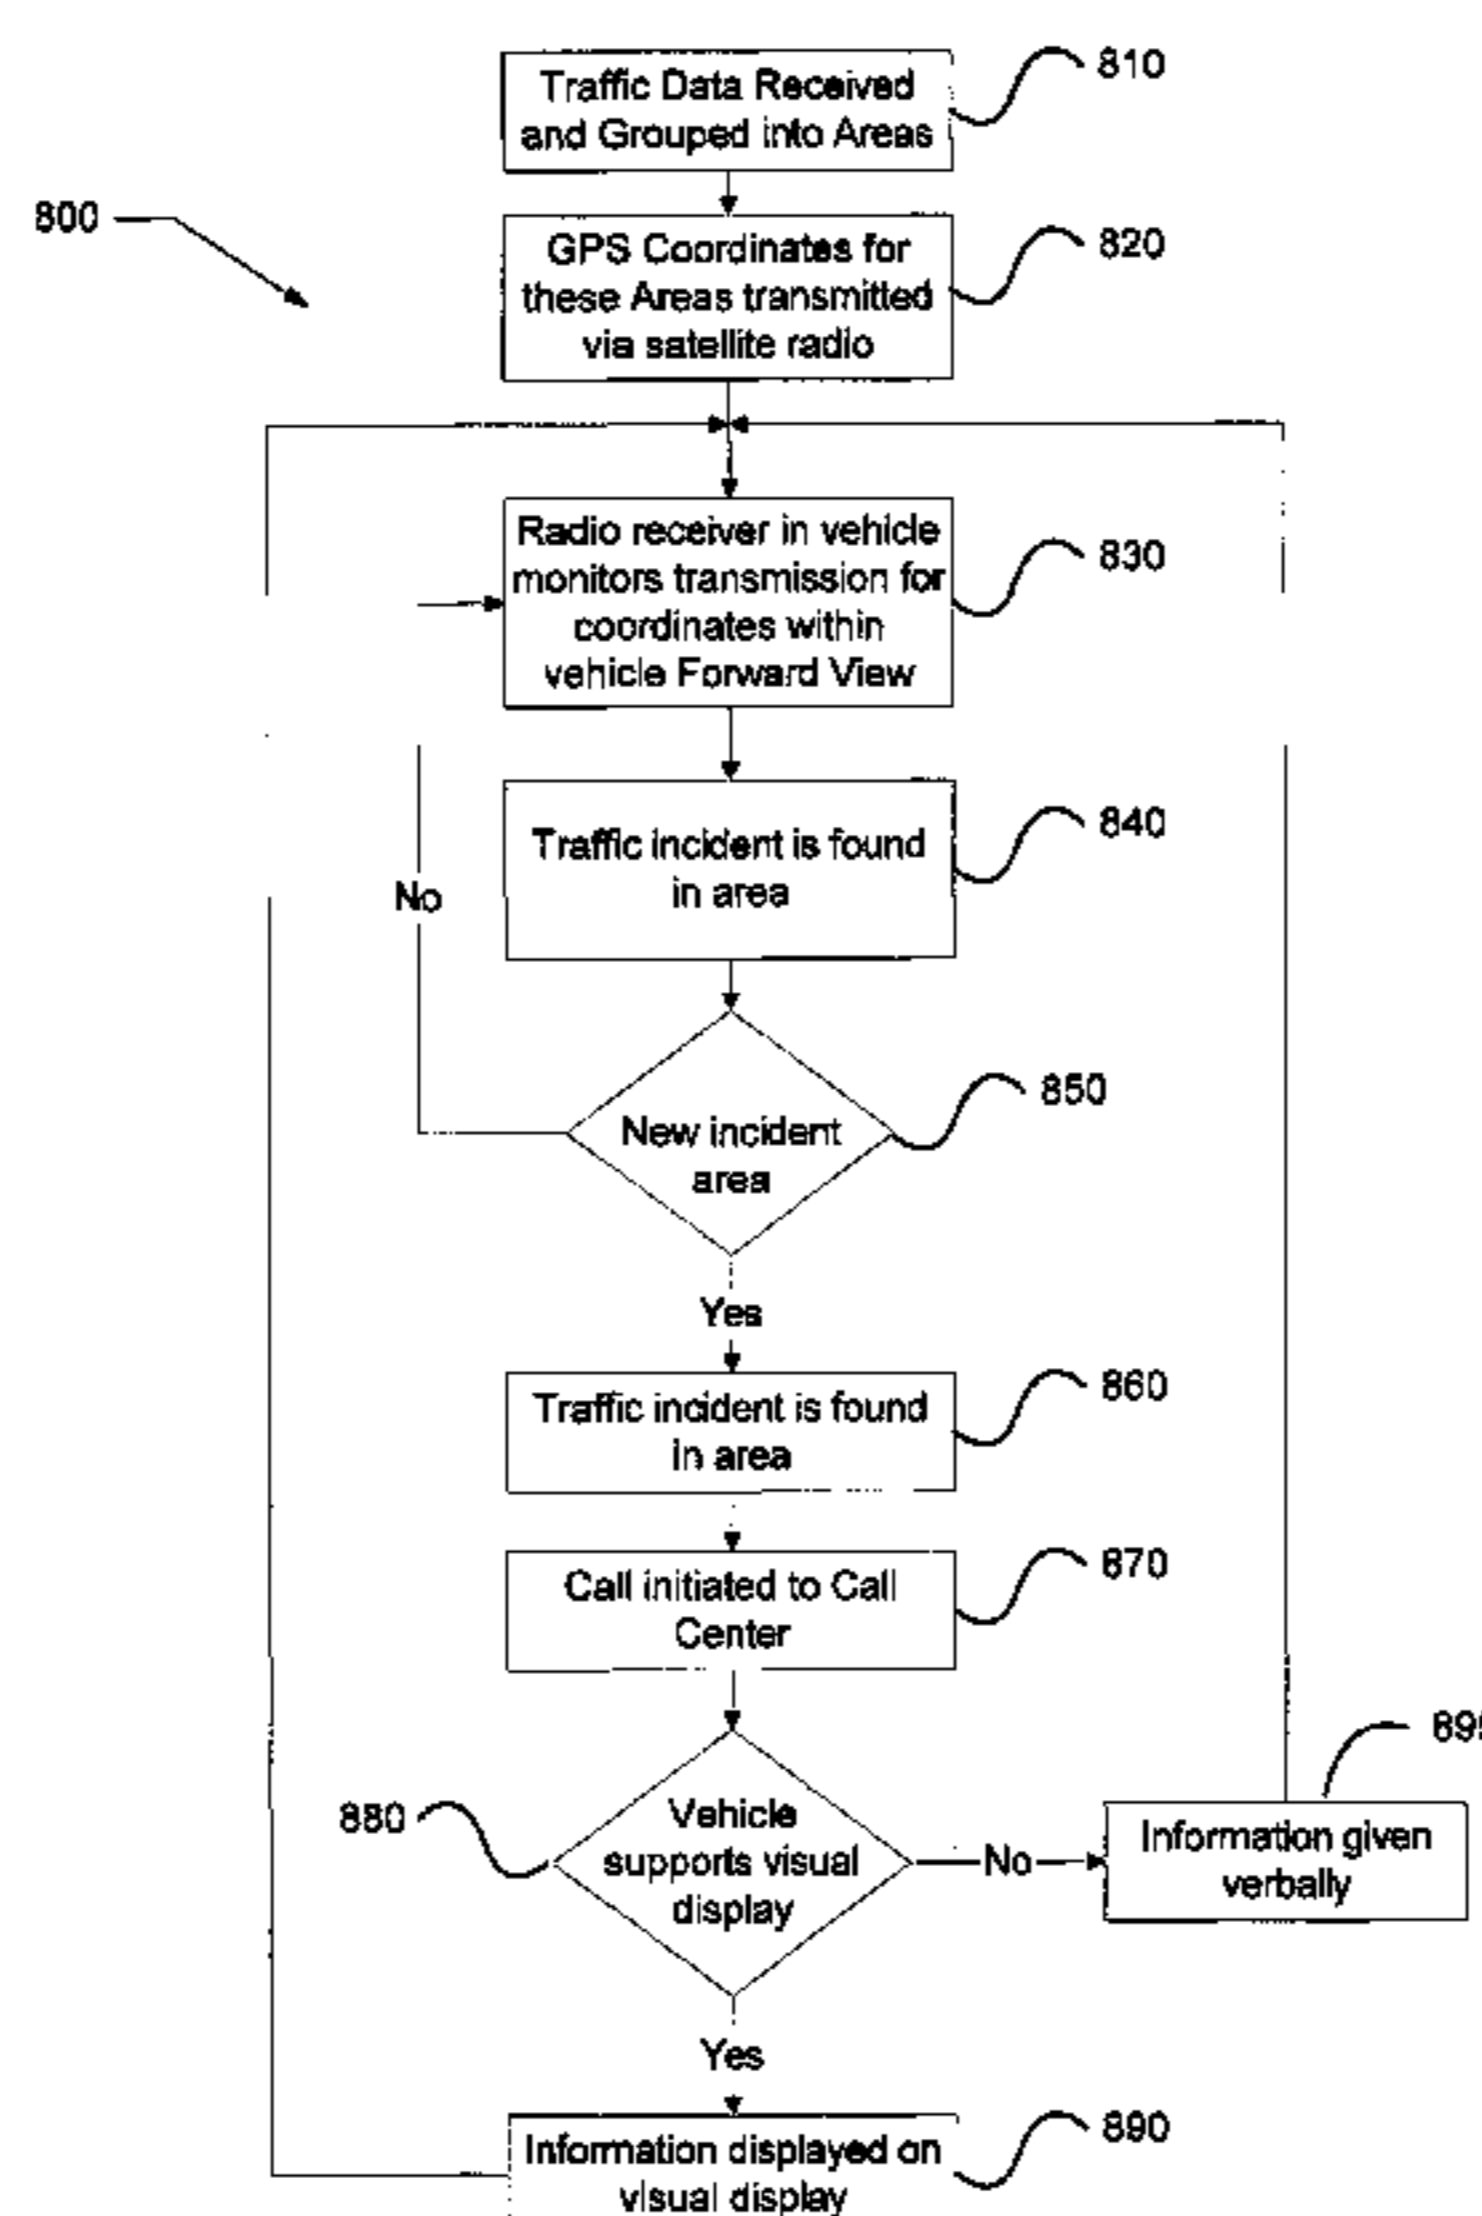 810
Traffic Data Received
and Grouped into Areas
800
820
GPS Coordinates for
these Areas transmitted
via satellite radio
830
Radio receiver in vehicle
monitors transmission for
coordinates within
vehicle Forward View
840
Traffic incident is found
in area
No
850
New incident
area
Yes
860
Traffic incident is found
in area
870
Call initiated to Call
Center
880
Vehicle
supports visual
display
No
Information given
verbally
Yes
890
Information displayed on
visual display